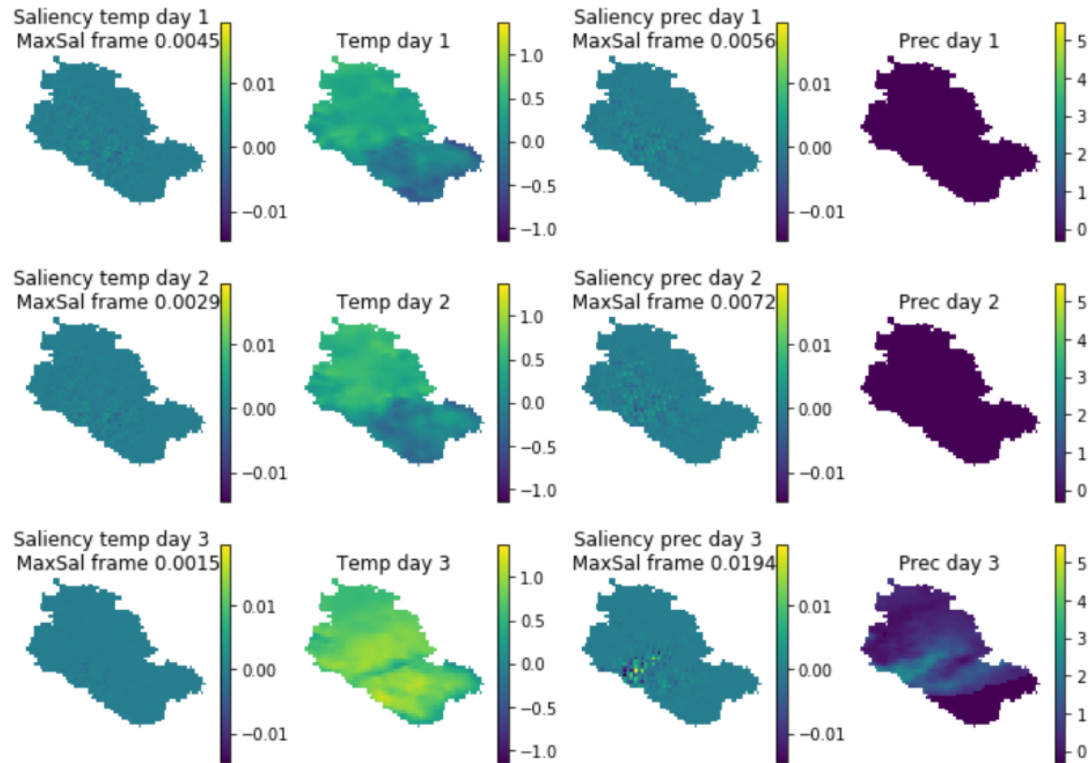 Saliency temp day 1
MaxSal frame 0.0045
0.01
0.00
−0.01
Temp day 1
1.0
0.5
0.0
−0.5
−1.0
Saliency prec day 1
MaxSal frame 0.0056
0.01
0.00
−0.01
Prec day 1
5
4
3
2
1
0
Saliency temp day 2
MaxSal frame 0.0029
0.01
0.00
−0.01
Temp day 2
1.0
0.5
0.0
−0.5
−1.0
Saliency prec day 2
MaxSal frame 0.0072
0.01
0.00
−0.01
Prec day 2
5
4
3
2
1
0
Saliency temp day 3
MaxSal frame 0.0015
0.01
0.00
−0.01
Temp day 3
1.0
0.5
0.0
−0.5
−1.0
Saliency prec day 3
MaxSal frame 0.0194
0.01
0.00
−0.01
Prec day 3
5
4
3
2
1
0